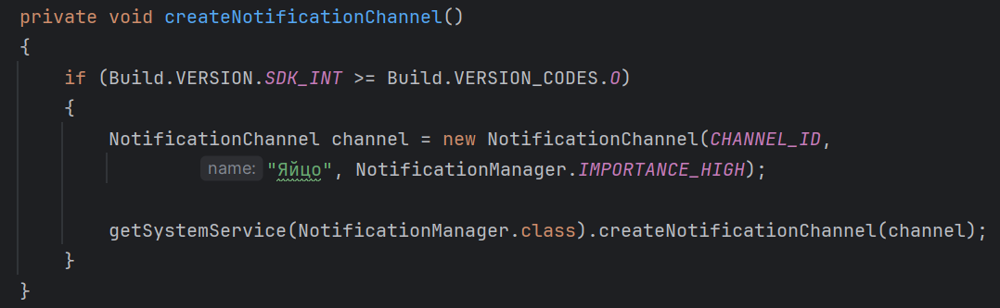 private void createNotificationChannel()
{
if (Build.VERSION.SDK_INT >= Build.VERSION_CODES.O)
{
NotificationChannel channel = new NotificationChannel(CHANNEL_ID,
name: "Яйцо", NotificationManager.IMPORTANCE_HIGH);
getSystemService(NotificationManager.class).createNotificationChannel(channel);
}
}